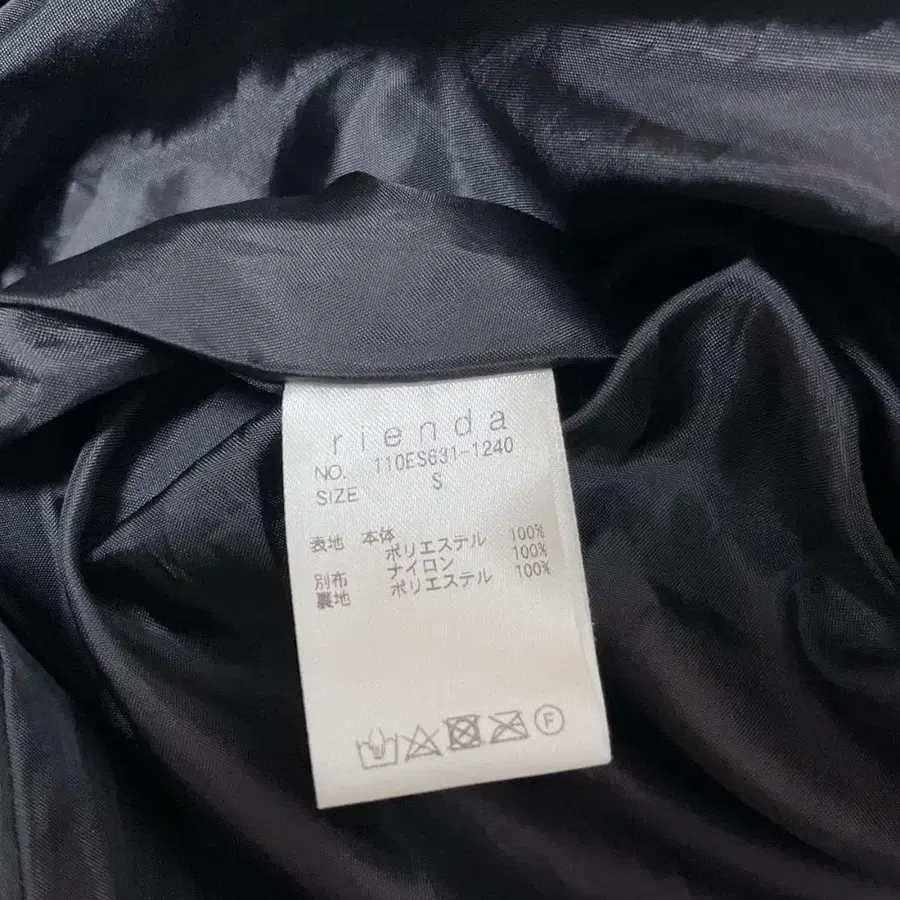 rienda
NO. 110ES631-1240
SIZE S
表地 本体
ポリエステル 100%
ナイロン 100%
別布
裏地 ポリエステル 100%
F